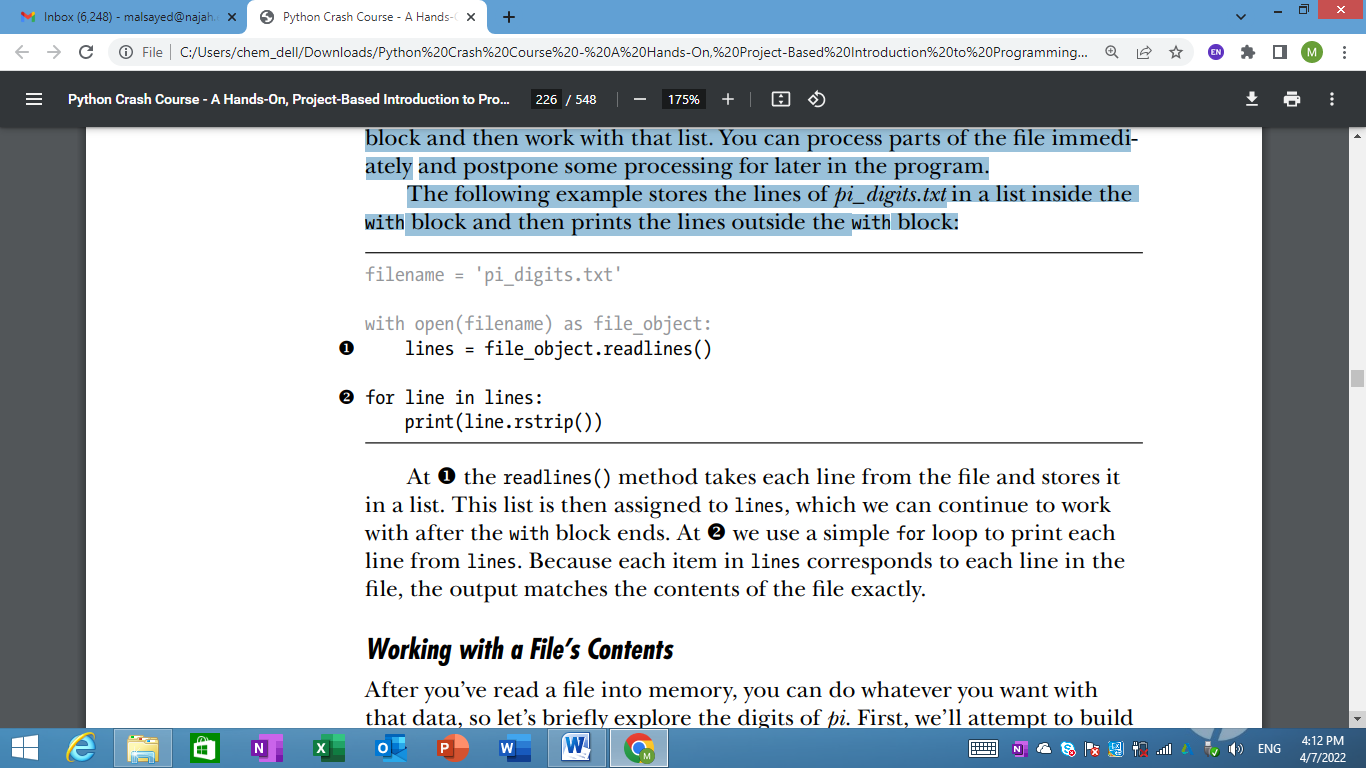 Inbox (6,248) - malsayed@najah.
Python Crash Course - A Hands-O
File
C:/Users/chem_dell/Downloads/Python%20Crash%20Course%20-%20A%20Hands-On,%20Project-Based%20Introduction%20to%20Programming...
EN
M
Python Crash Course - A Hands-On, Project-Based Introduction to Pro...
226 / 548
175%
block and then work with that list. You can process parts of the file immedi-
ately and postpone some processing for later in the program.
The following example stores the lines of pi_digits.txt in a list inside the
with block and then prints the lines outside the with block:
filename = 'pi_digits.txt'
with open(filename) as file_object:
❶ lines = file_object.readlines()
❷ for line in lines:
print(line.rstrip())
At ❶ the readlines() method takes each line from the file and stores it
in a list. This list is then assigned to lines, which we can continue to work
with after the with block ends. At ❷ we use a simple for loop to print each
line from lines. Because each item in lines corresponds to each line in the
file, the output matches the contents of the file exactly.
Working with a File’s Contents
After you’ve read a file into memory, you can do whatever you want with
that data, so let’s briefly explore the digits of pi. First, we’ll attempt to build
ENG
4:12 PM
4/7/2022